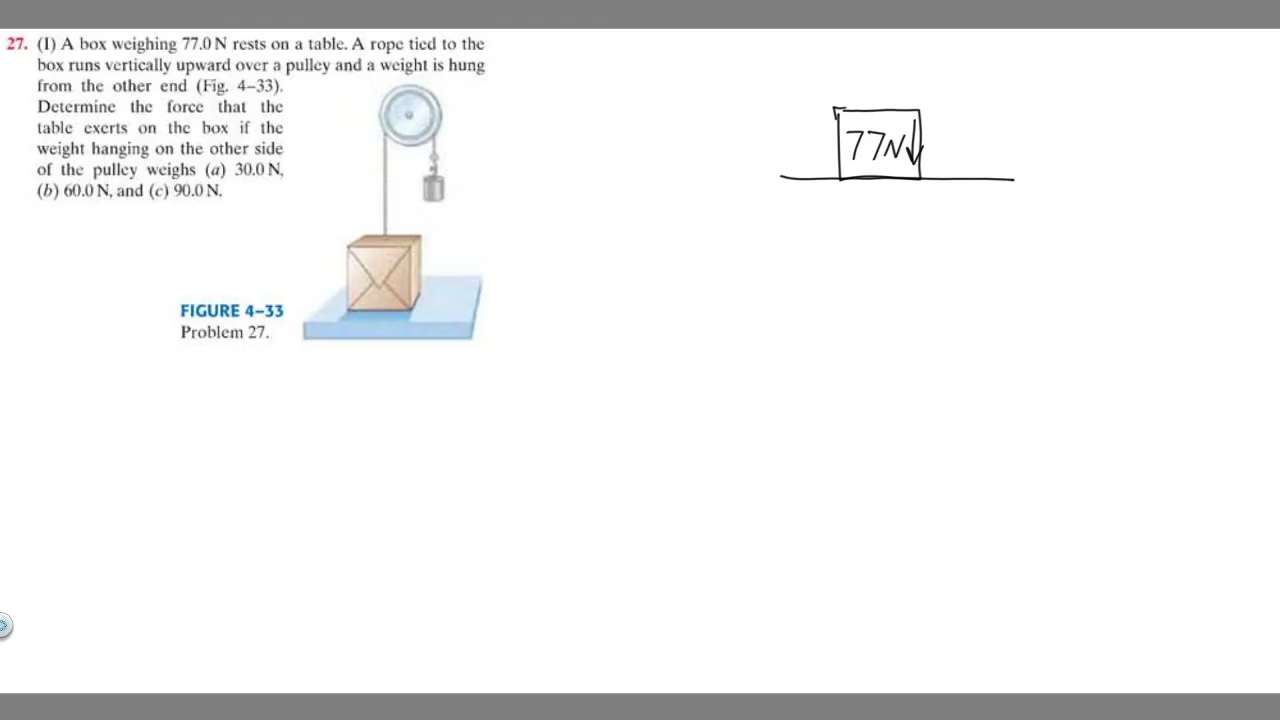 27. (I) A box weighing 77.0 N rests on a table. A rope tied to the
box runs vertically upward over a pulley and a weight is hung
from the other end (Fig. 4–33).
Determine the force that the
table exerts on the box if the
weight hanging on the other side
of the pulley weighs (a) 30.0 N,
(b) 60.0 N, and (c) 90.0 N.
FIGURE 4–33
Problem 27.
77N